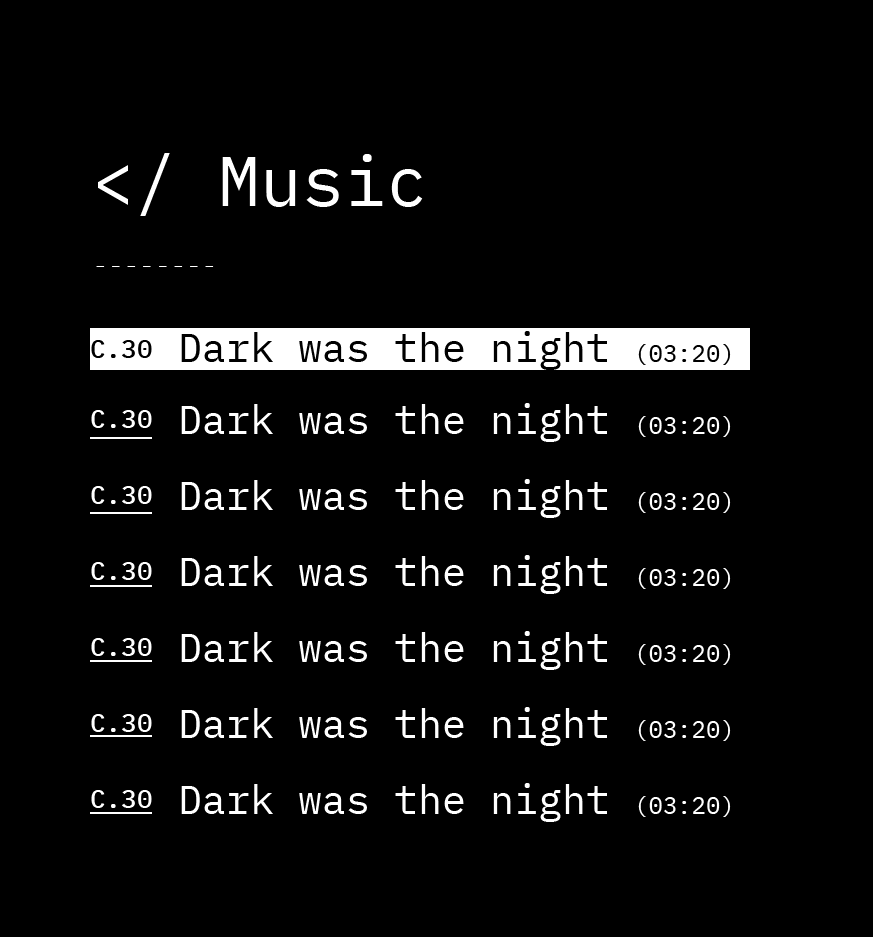 </ Music
--------
C.30 Dark was the night (03:20)
C.30 Dark was the night (03:20)
C.30 Dark was the night (03:20)
C.30 Dark was the night (03:20)
C.30 Dark was the night (03:20)
C.30 Dark was the night (03:20)
C.30 Dark was the night (03:20)